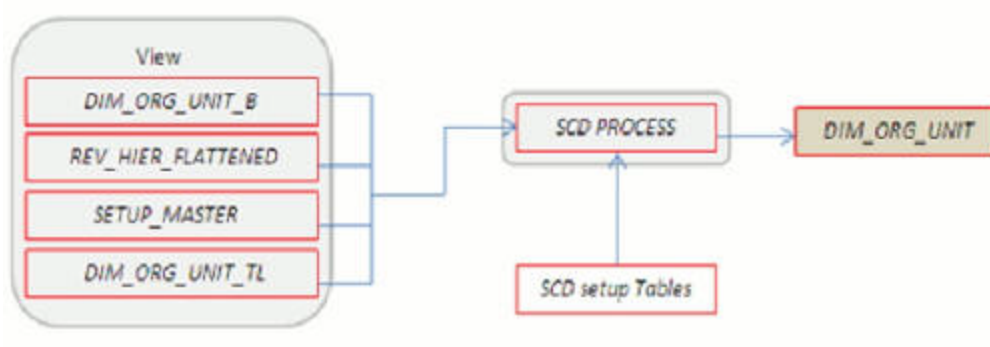 View
DIM_ORG_UNIT_B
REV_HIER_FLATTENED
SETUP_MASTER
DIM_ORG_UNIT_TL
SCD PROCESS
DIM_ORG_UNIT
SCD setup Tables